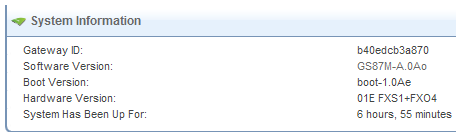 System Information
Gateway ID: b40edcb3a870
Software Version: GS87M-A.0Ao
Boot Version: boot-1.0Ae
Hardware Version: 01E FXS1+FXO4
System Has Been Up For: 6 hours, 55 minutes